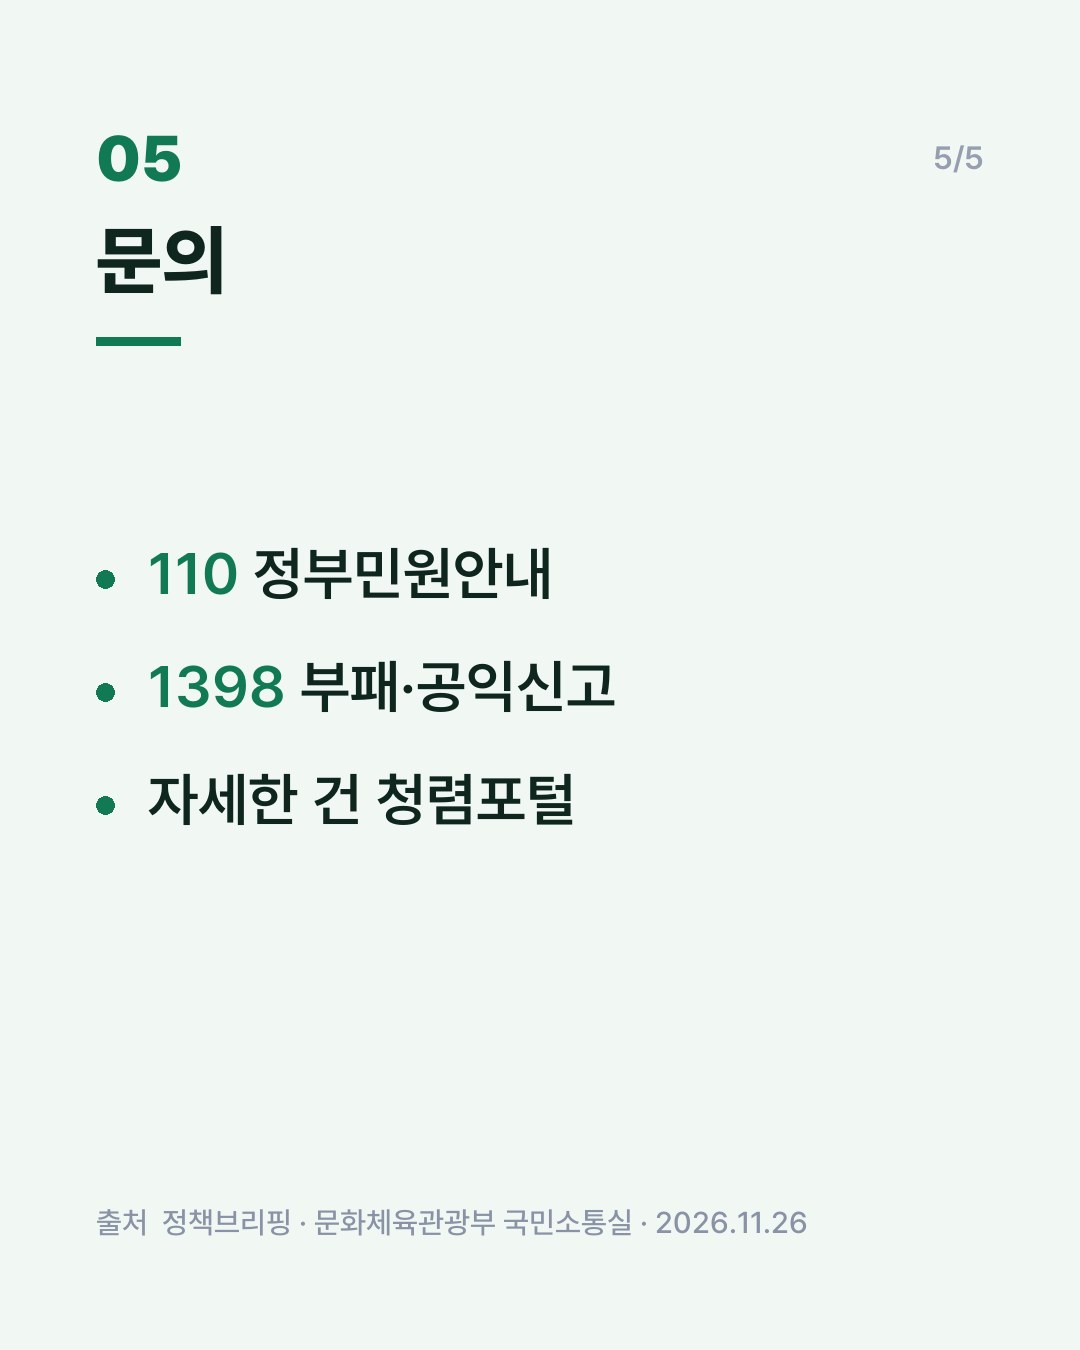 05
5/5
문의
• 110 정부민원안내
• 1398 부패·공익신고
• 자세한 건 청렴포털
출처 정책브리핑 · 문화체육관광부 국민소통실 · 2026.11.26